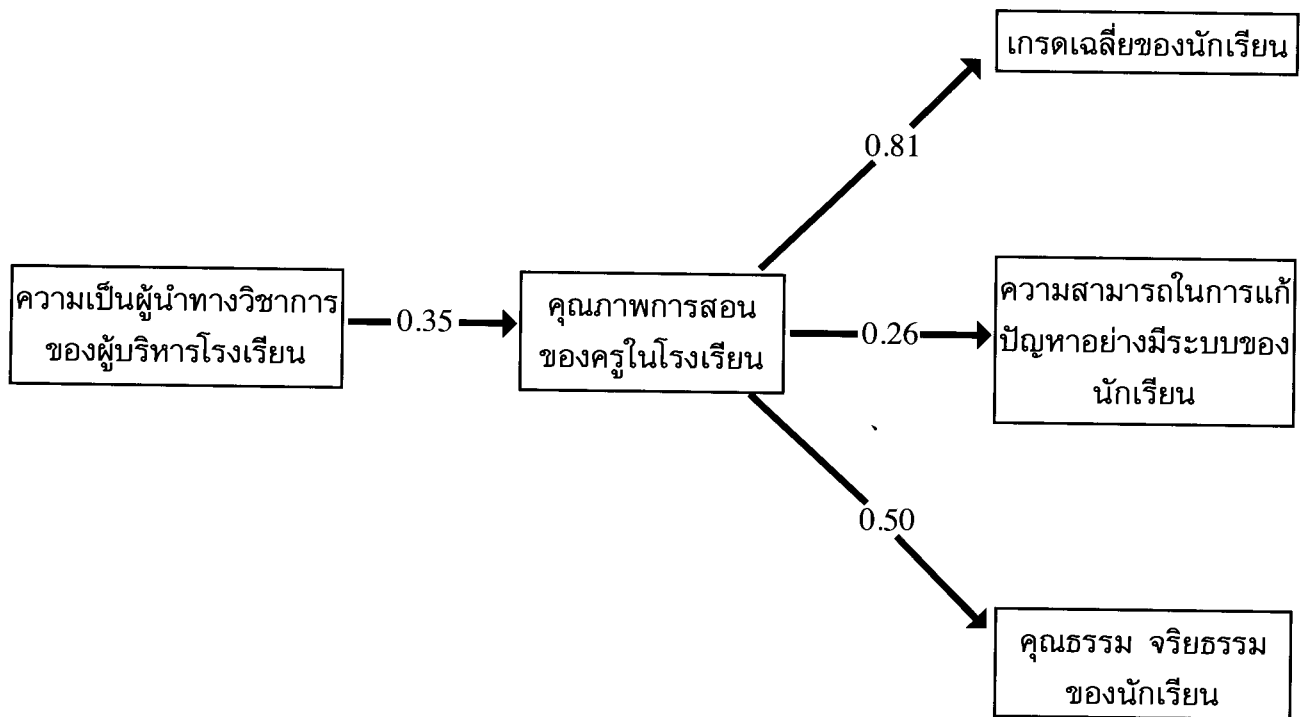 เกรดเฉลี่ยของนักเรียน
0.81
ความเป็นผู้นำทางวิชาการ
ของผู้บริหารโรงเรียน
0.35
คุณภาพการสอน
ของครูในโรงเรียน
0.26
ความสามารถในการแก้
ปัญหาอย่างมีระบบของ
นักเรียน
0.50
คุณธรรม จริยธรรม
ของนักเรียน